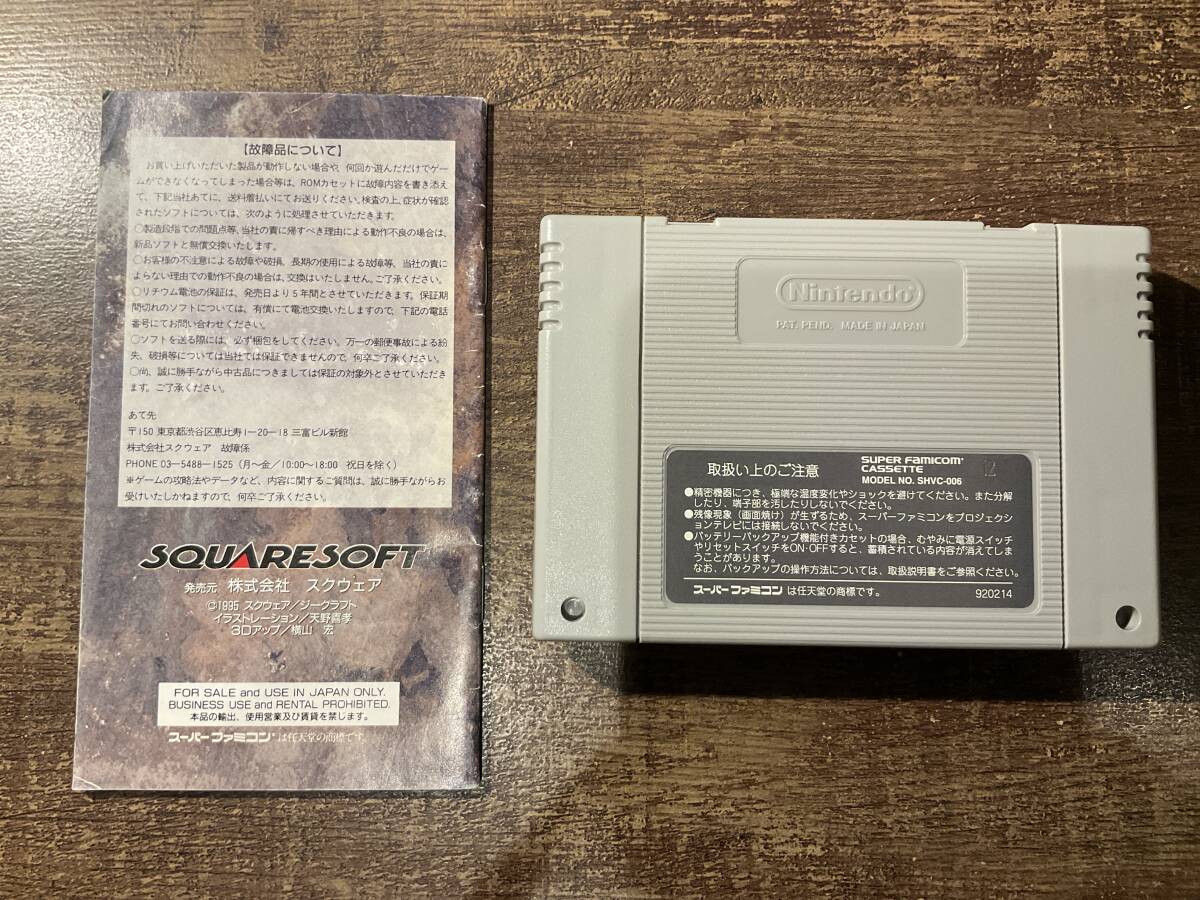 【故障品について】
お買い上げいただいた製品が動作しない場合や、何回か遊んだだけでゲー
ムができなくなってしまった場合等は、ROMカセットに故障内容を書き添え
て、下記当社あてに、送料着払いにてお送りください。検査の上、症状が確認
されたソフトについては、次のように処理させていただきます。
○製造段塔での問題点等、当社の責に帰すべき理由による動作不良の場合は、
新品ソフトと無償交換いたします。
○お客様の不注意による故障や破損、長期の使用による故障等、当社の責に
よらない理由での動作不良の場合は、交換はいたしません。ご了承ください。
○リチウム電池の保証は、発売日より5年間とさせていただきます。保証期
間切れのソフトについては、有償にて電池交換いたしますので、下記の電話
番号にてお問い合わせください。
○ソフトを送る際には、必ず梱包をしてください。万一の郵便事故による紛
失、破損等については当社では保証できませんので、何卒ご了承ください。
○尚、誠に勝手ながら中古品につきましては保証の対象外とさせていただき
ます。ご了承ください。
あて先
〒150 東京都渋谷区恵比寿1-20-18 三富ビル新館
株式会社スクウェア 故障係
PHONE 03-5488-1525（月～金／10:00～18:00 祝日を除く）
※ゲームの攻略法やデータなど、内容に関するご質問は、誠に勝手ながらお
受けいたしかねますので、何卒ご了承ください。
SQUARESOFT
発売元 株式会社 スクウェア
©1995 スクウェア／ジークラフト
イラストレーション／天野喜孝
3Dアップ／横山 宏
FOR SALE and USE IN JAPAN ONLY.
BUSINESS USE and RENTAL PROHIBITED.
本品の輸出、使用営業及び賃貸を禁じます。
スーパーファミコン は任天堂の商標です。
Nintendo
PAT. PEND. MADE IN JAPAN
取扱い上のご注意
SUPER FAMICOM
CASSETTE
MODEL NO. SHVC-006
12
●精密機器につき、極端な温度変化やショックを避けてください。また分解
したり、端子部を汚したりしないでください。
●残像現象（画面焼け）が生ずるため、スーパーファミコンをプロジェクシ
ョンテレビには接続しないでください。
●バッテリーバックアップ機能付きカセットの場合、むやみに電源スイッチ
やリセットスイッチをON・OFFすると、蓄積されている内容が消えてしま
うことがあります。
なお、バックアップの操作方法については、取扱説明書をご参照ください。
スーパーファミコン は任天堂の商標です。
920214